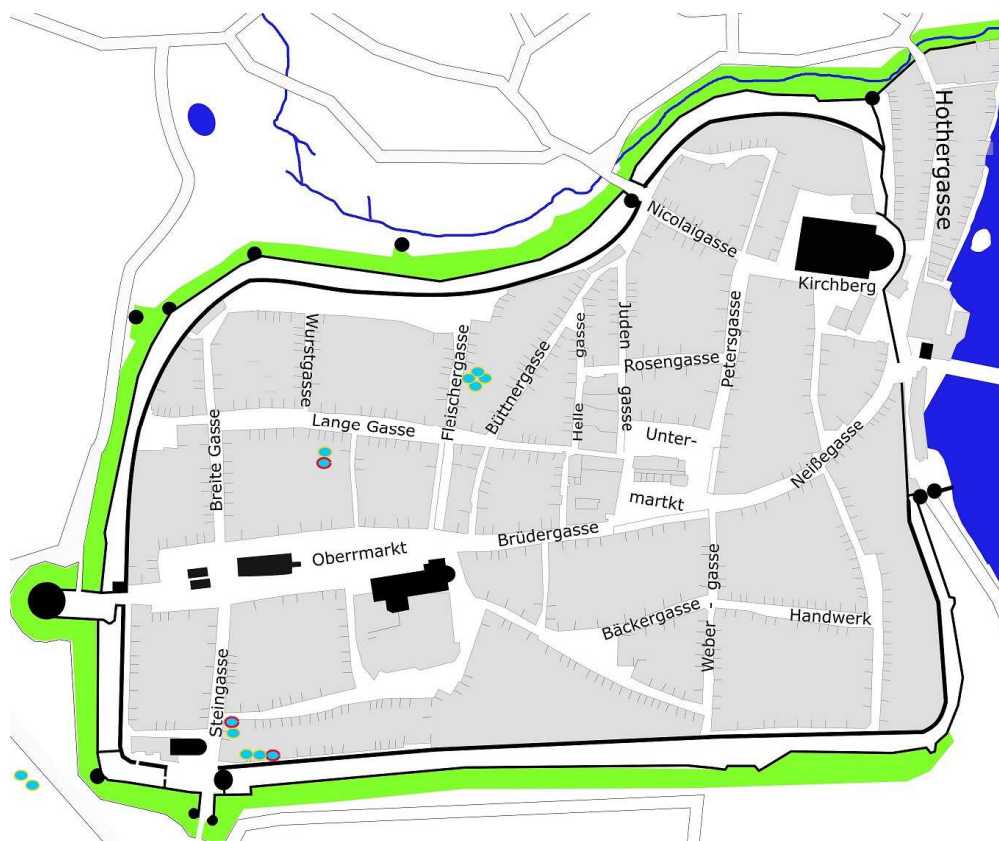 Hothergasse
Nicolaigasse
Kirchberg
Petersgasse
Juden
gasse
Helle
gasse
Rosengasse
Büttnergasse
Fleischergasse
Wurstgasse
Lange Gasse
Breite Gasse
Unter-
martkt
Neißegasse
Brüdergasse
Oberrmarkt
Weber - gasse
Bäckergasse
Handwerk
Steingasse